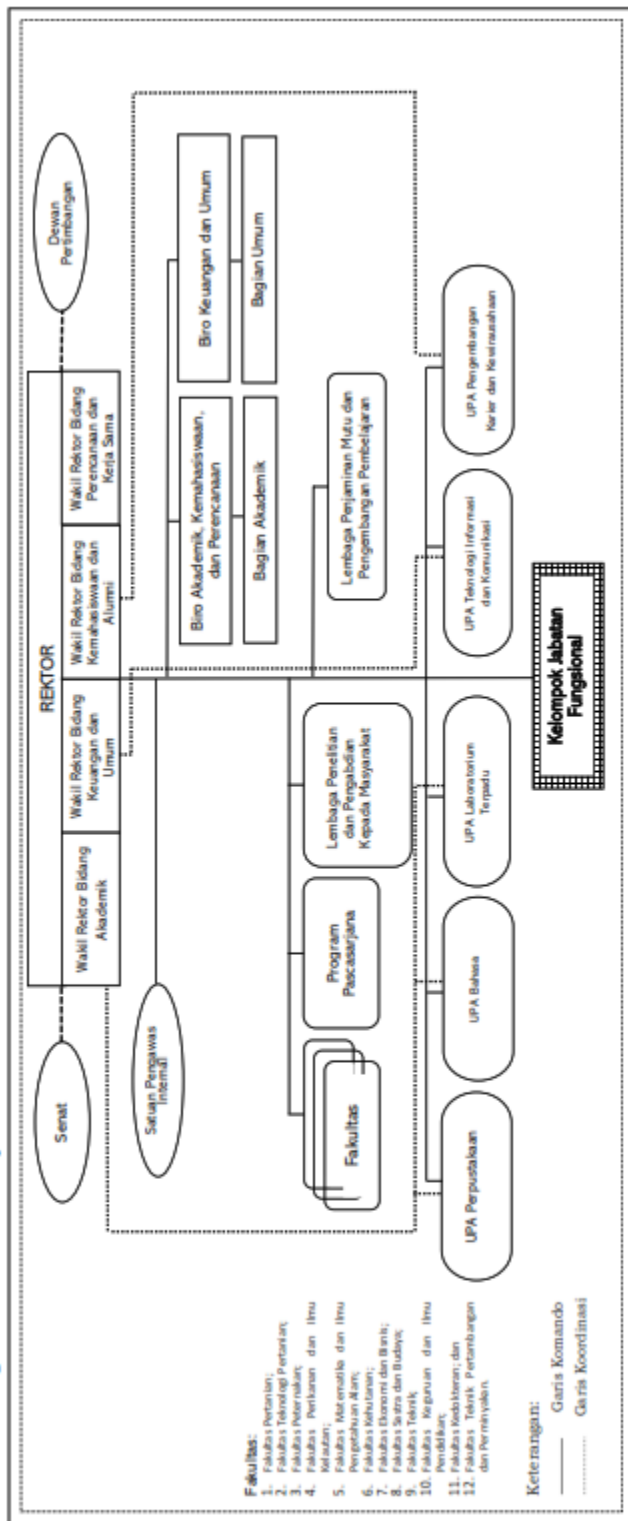 REKTOR
Senat
Wakil Rektor Bidang
Akademik
Wakil Rektor Bidang
Keuangan dan
Umum
Wakil Rektor Bidang
Kemahasiswaan dan
Alumni
Wakil Rektor Bidang
Perencanaan dan
Kerja Sama
Dewan
Pertimbangan
Satuan Pengawas
Internal
Biro Akademik, Kemahasiswaan,
dan Perencanaan
Biro Keuangan dan Umum
Bagian Akademik
Bagian Umum
Fakultas
Program
Pascasarjana
Lembaga Penelitian
dan Pengabdian
Kepada Masyarakat
Lembaga Penjaminan Mutu dan
Pengembangan Pembelajaran
UPA Perpustakaan
UPA Bahasa
UPA Laboratorium
Terpadu
UPA Teknologi Informasi
dan Komunikasi
UPA Pengembangan
Karier dan Kewirausahaan
Kelompok Jabatan
Fungsional
Fakultas:
1. Fakultas Pertanian;
2. Fakultas Teknologi Pertanian;
3. Fakultas Peternakan;
4. Fakultas Perikanan dan Ilmu
Kelautan;
5. Fakultas Matematika dan Ilmu
Pengetahuan Alam;
6. Fakultas Kehutanan;
7. Fakultas Ekonomi dan Bisnis;
8. Fakultas Sastra dan Budaya;
9. Fakultas Teknik;
10. Fakultas Keguruan dan Ilmu
Pendidikan;
11. Fakultas Kedokteran; dan
12. Fakultas Teknik Pertambangan
dan Perminyakan.
Keterangan:
Garis Komando
Garis Koordinasi